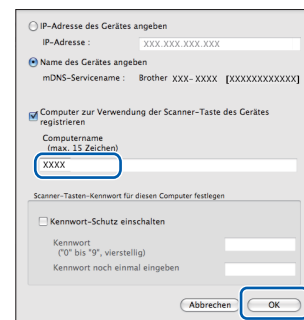 IP-Adresse des Gerätes angeben
IP-Adresse : XXX.XXX.XXX.XXX
Name des Gerätes angeben
mDNS-Servicename : Brother XXX-XXXX [XXXXXXXXXXXX]
Computer zur Verwendung der Scanner-Taste des Gerätes
registrieren
Computername
(max. 15 Zeichen)
XXXX
Scanner-Tasten-Kennwort für diesen Computer festlegen
Kennwort-Schutz einschalten
Kennwort
("0" bis "9", vierstellig)
Kennwort noch einmal eingeben
Abbrechen OK